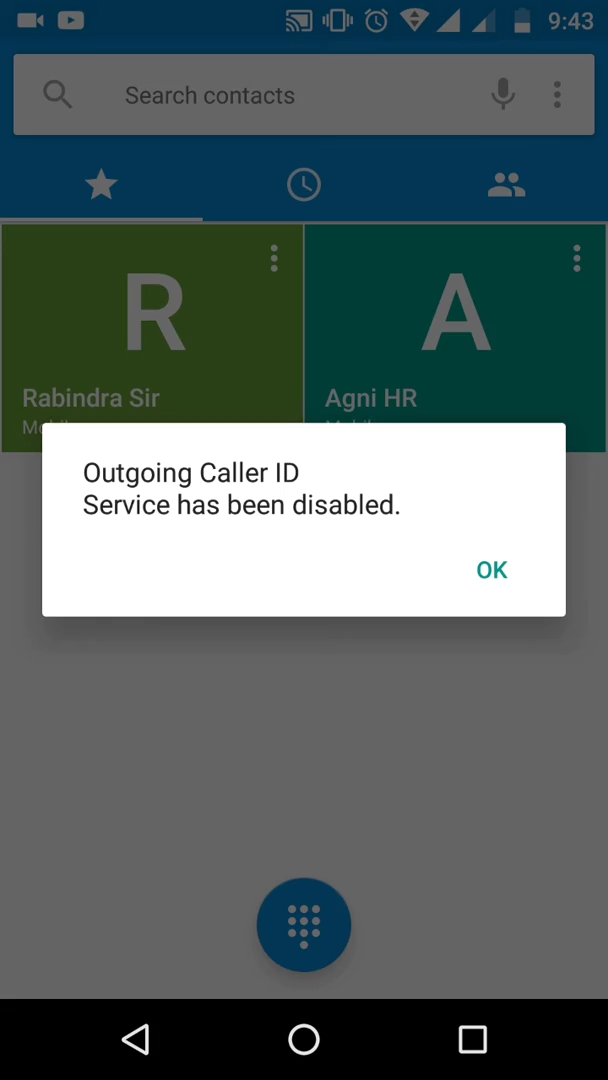 9:43
Search contacts
R
A
Rabindra Sir
Agni HR
Outgoing Caller ID
Service has been disabled.
OK